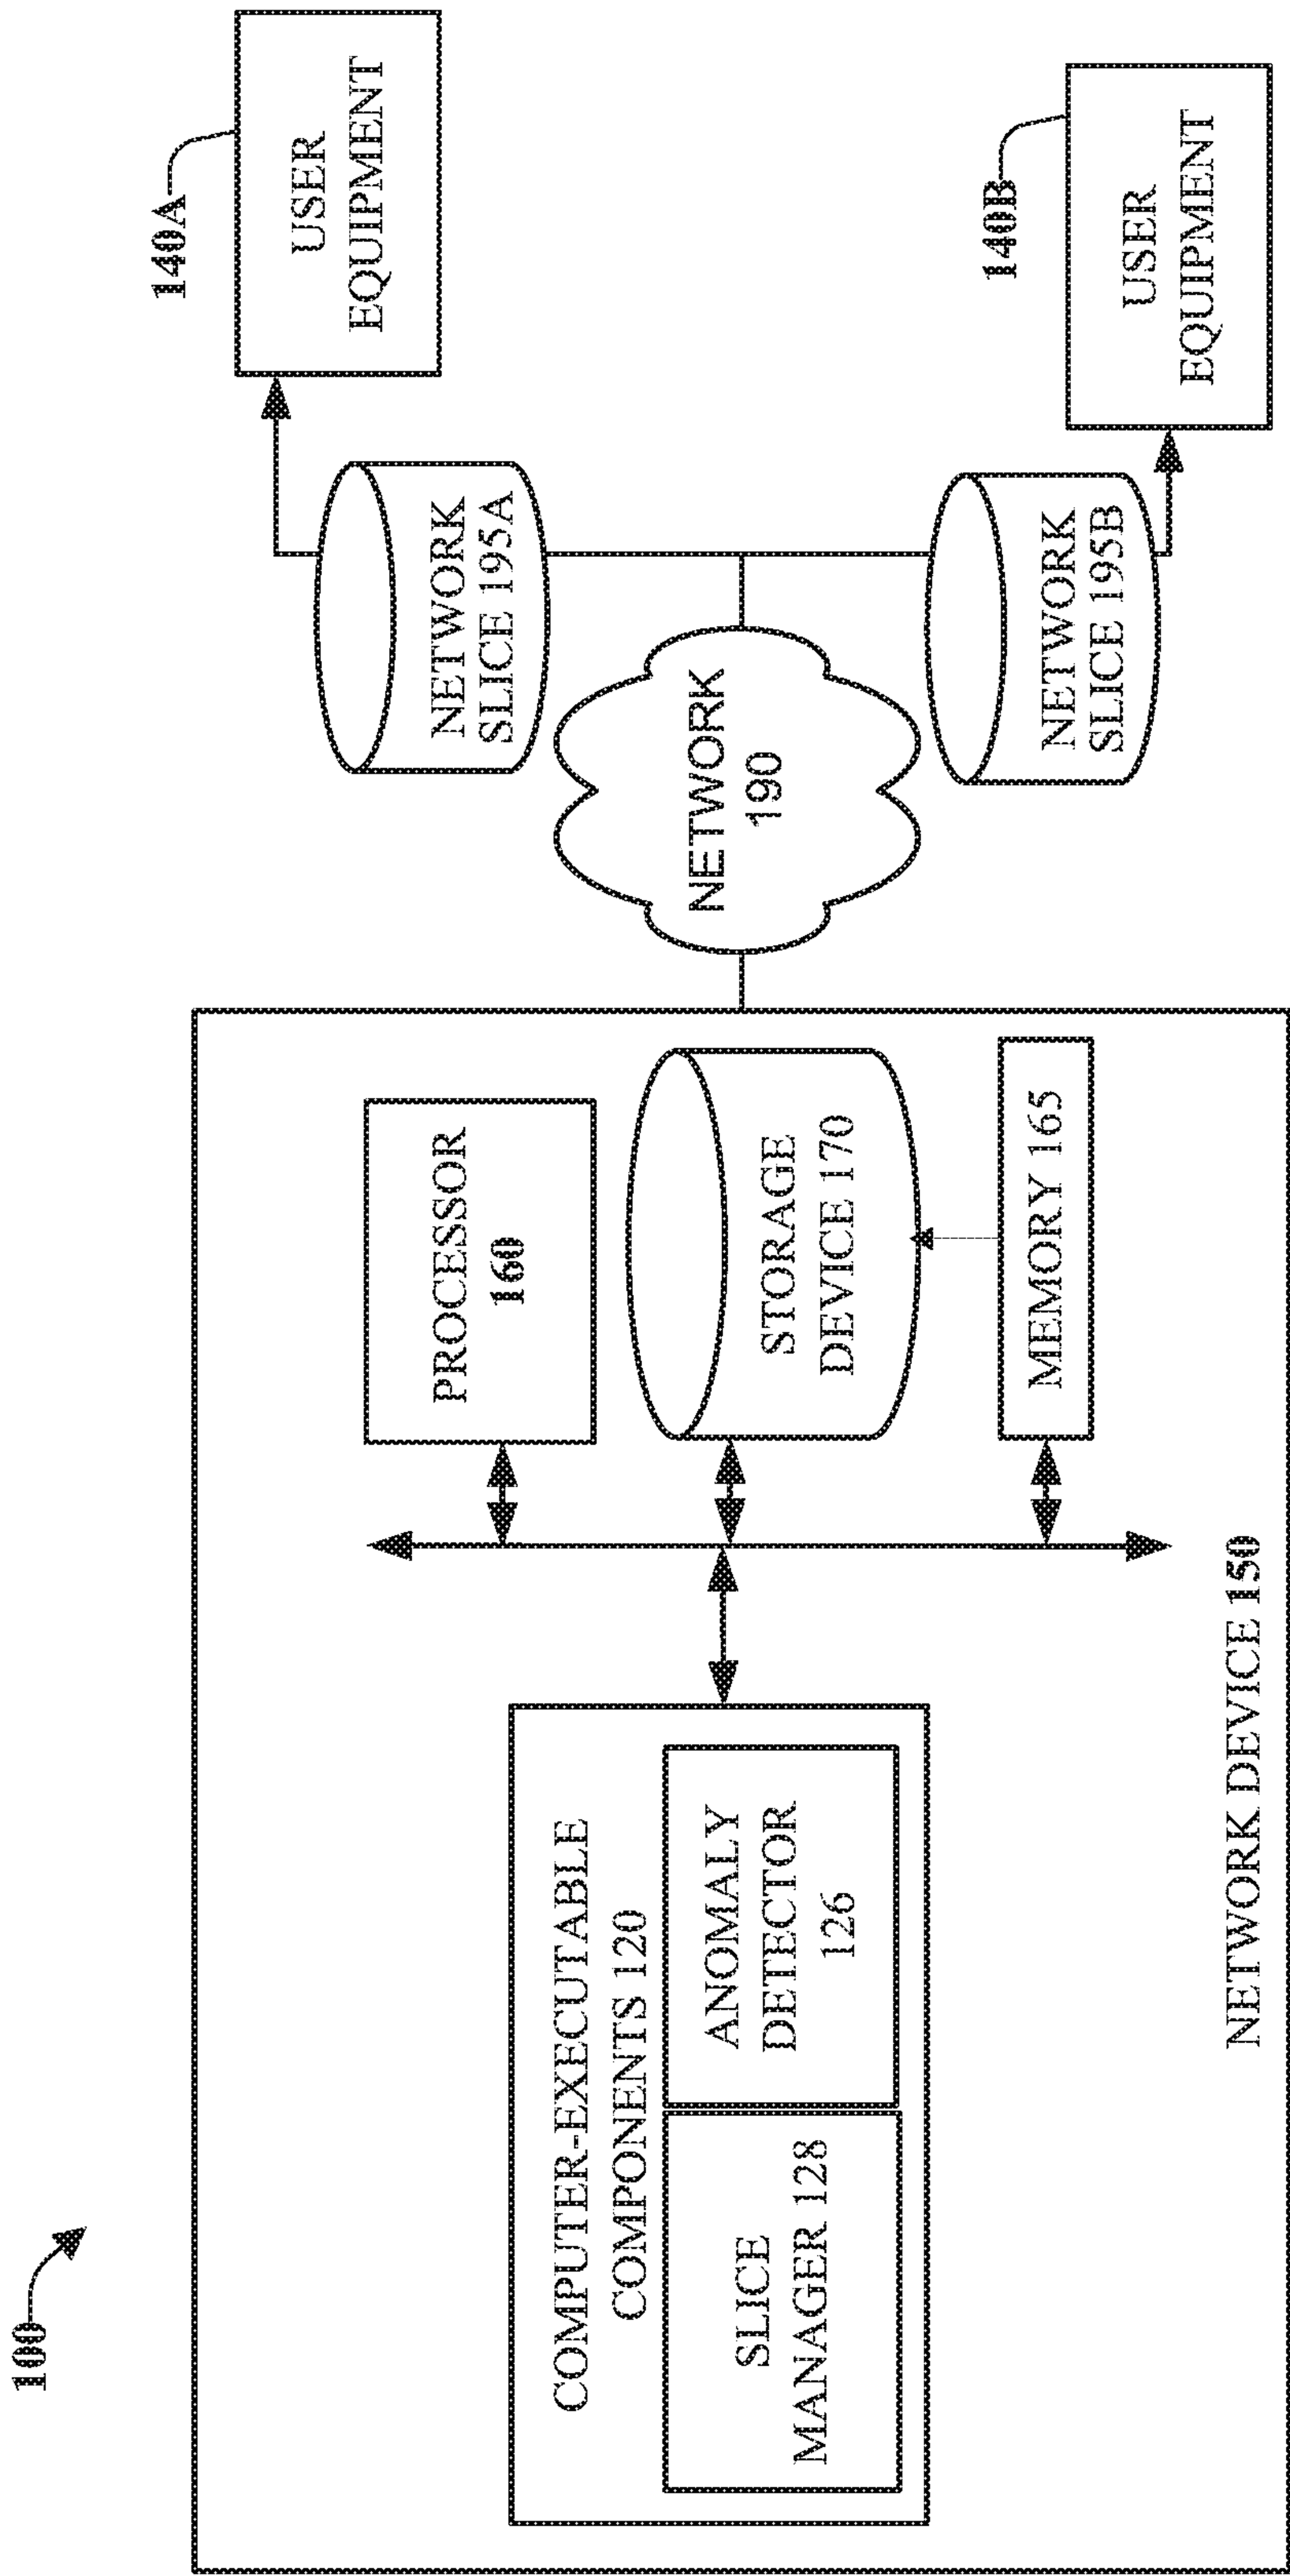 100
COMPUTER-EXECUTABLE
COMPONENTS 120
SLICE
MANAGER 128
ANOMALY
DETECTOR
126
NETWORK DEVICE 150
PROCESSOR
160
STORAGE
DEVICE 170
MEMORY 165
NETWORK
190
NETWORK
SLICE 195A
NETWORK
SLICE 195B
140A
USER
EQUIPMENT
140B
USER
EQUIPMENT